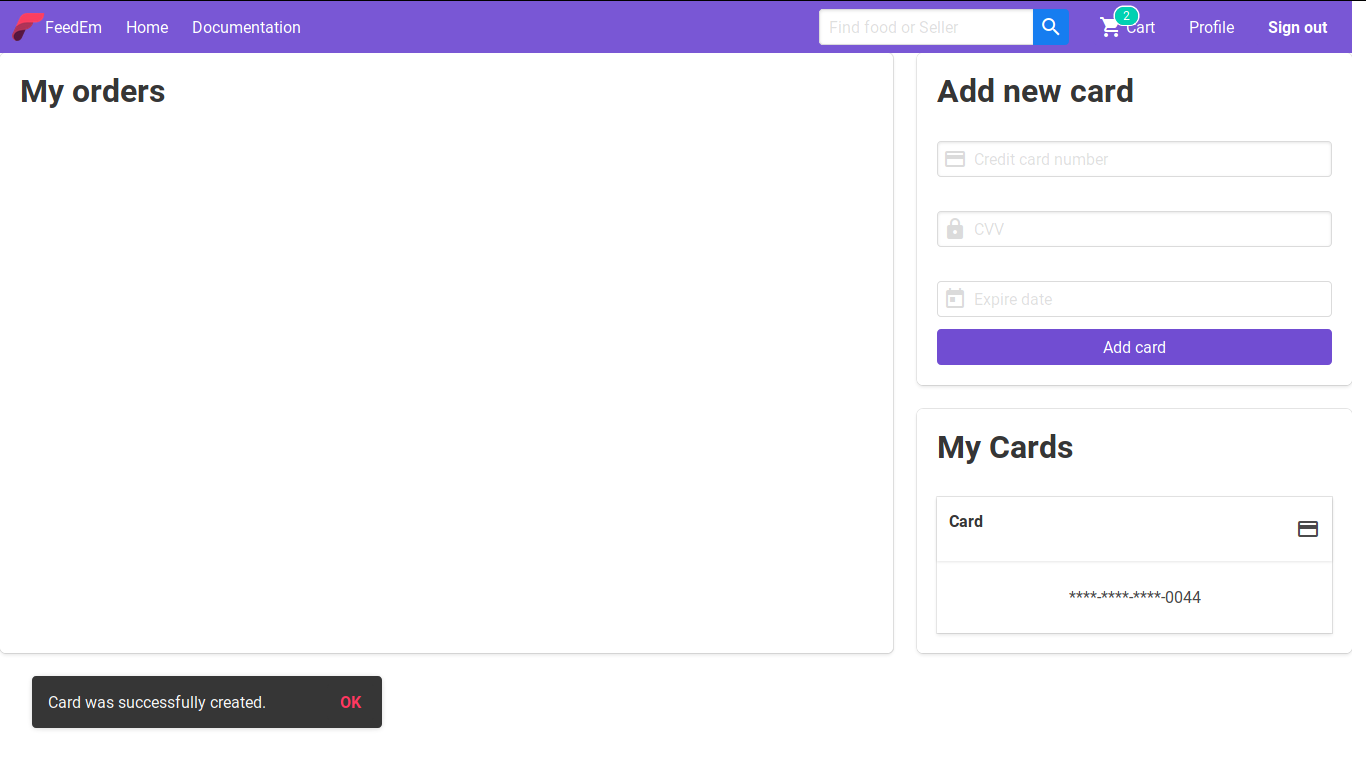 FeedEm Home Documentation Find food or Seller 2 Cart Profile Sign out
My orders
Add new card
Credit card number
CVV
Expire date
Add card
My Cards
Card
****-****-****-0044
Card was successfully created. OK